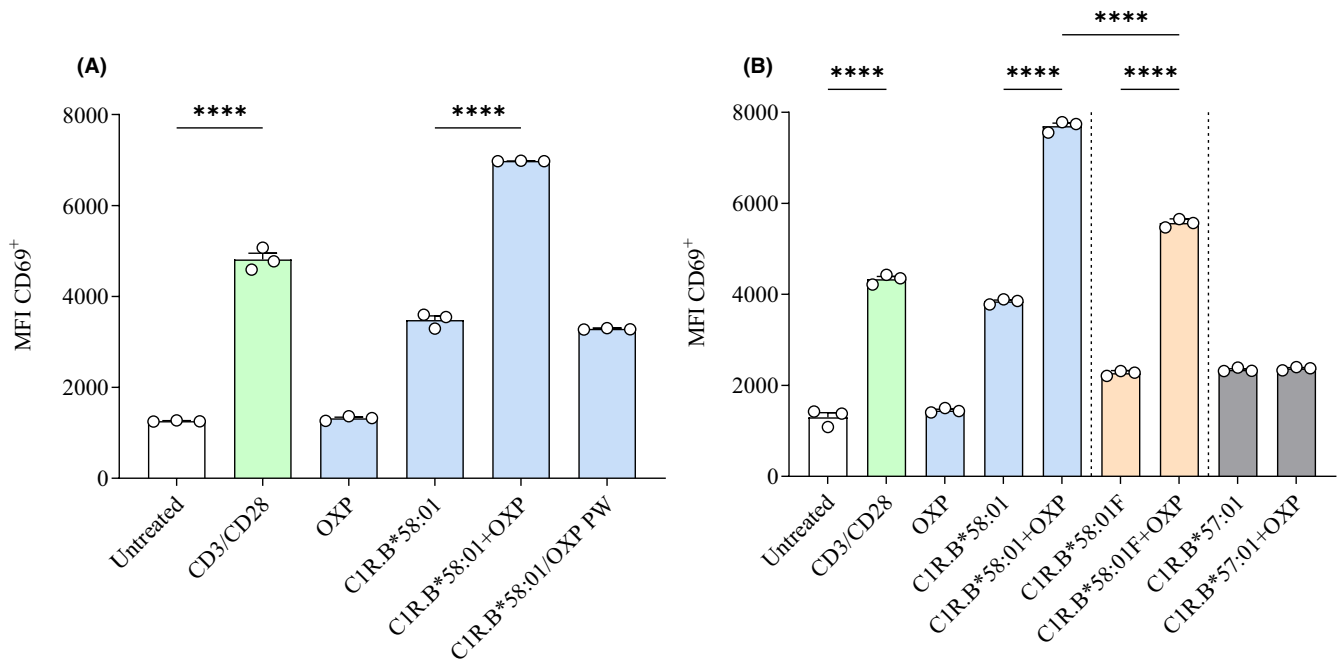 (A)
****
****
8000
6000
4000
2000
0
MFI CD69+
Untreated
CD3/CD28
OXP
C1R.B*58:01
C1R.B*58:01+OXP
C1R.B*58:01/OXP PW
(B)
****
****
****
****
8000
6000
4000
2000
0
MFI CD69+
Untreated
CD3/CD28
OXP
C1R.B*58:01
C1R.B*58:01+OXP
C1R.B*58:01F
C1R.B*58:01F+OXP
C1R.B*57:01
C1R.B*57:01+OXP